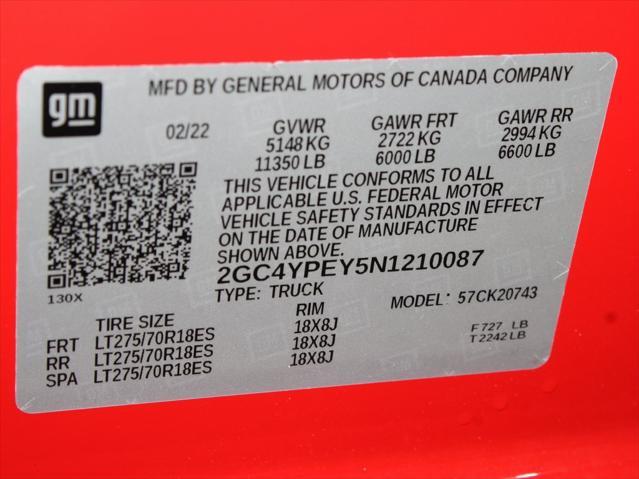 gm
MFD BY GENERAL MOTORS OF CANADA COMPANY
02/22 GVWR GAWR FRT GAWR RR
5148 KG 2722 KG 2994 KG
11350 LB 6000 LB 6600 LB
THIS VEHICLE CONFORMS TO ALL
APPLICABLE U.S. FEDERAL MOTOR
VEHICLE SAFETY STANDARDS IN EFFECT
ON THE DATE OF MANUFACTURE
SHOWN ABOVE.
2GC4YPEY5N1210087
130X TYPE: TRUCK MODEL: 57CK20743
TIRE SIZE RIM
FRT LT275/70R18ES 18X8J F 727 LB
RR LT275/70R18ES 18X8J T 2242 LB
SPA LT275/70R18ES 18X8J